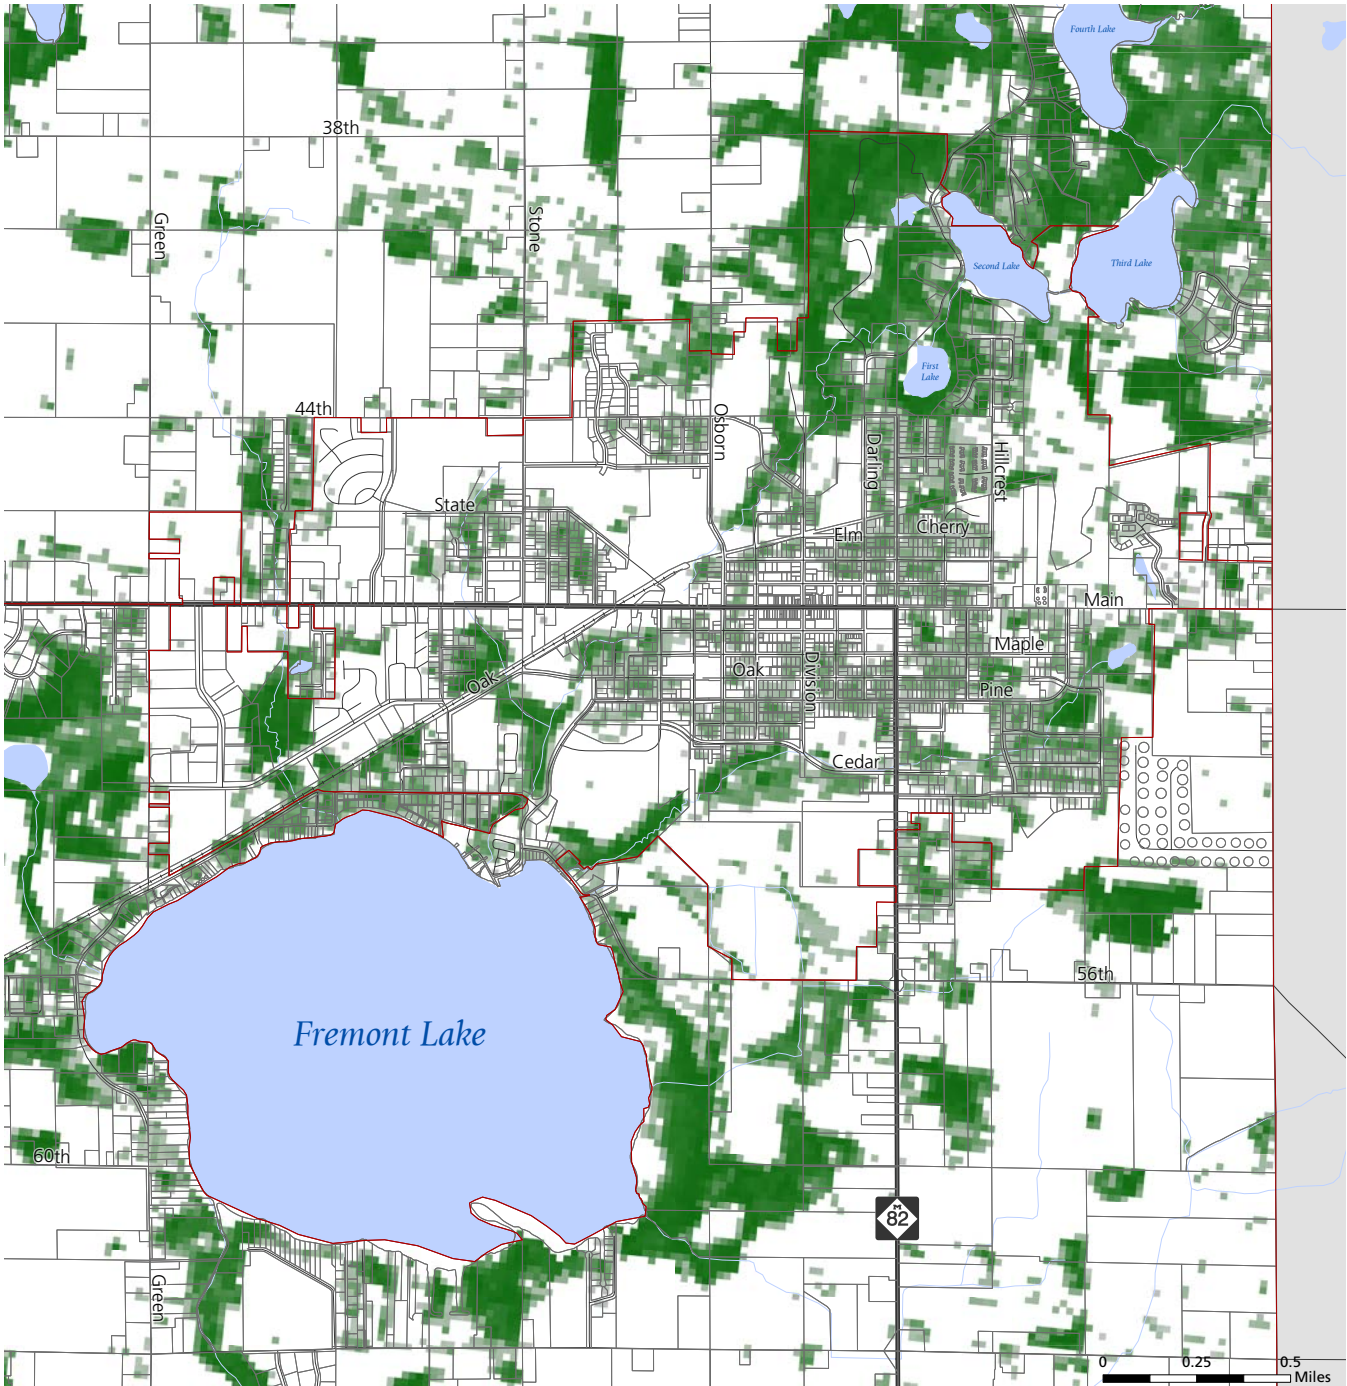 Fourth Lake
38th
Green
Stone
Second Lake
Third Lake
First
Lake
44th
Osborn
Darling
Hillcrest
State
Elm
Cherry
Main
Maple
Oak
Oak
Division
Pine
Cedar
56th
Fremont Lake
60th
M
82
Green
0 0.25 0.5
Miles